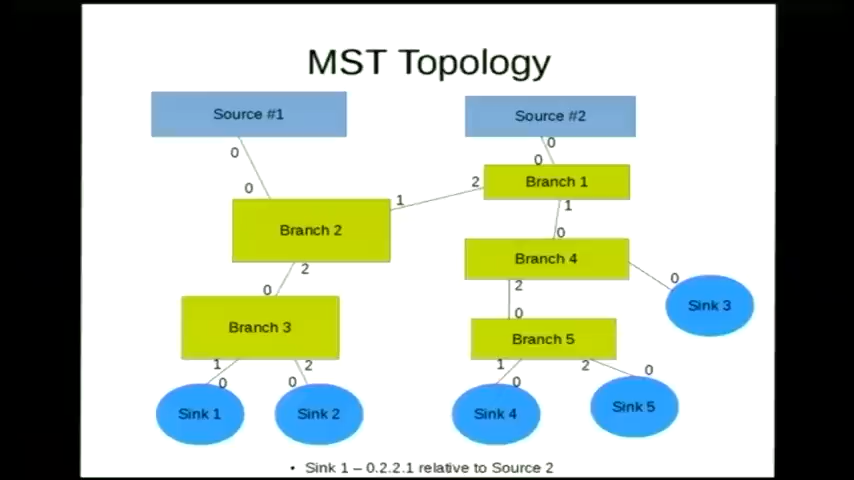 MST Topology
Source #1
Source #2
0
0
0
0
Branch 1
2
1
1
Branch 2
0
Branch 4
2
0
0
2
0
Sink 3
Branch 3
Branch 5
1
2
0
0
1
2
0
0
Sink 1
Sink 2
Sink 4
Sink 5
• Sink 1 – 0.2.2.1 relative to Source 2